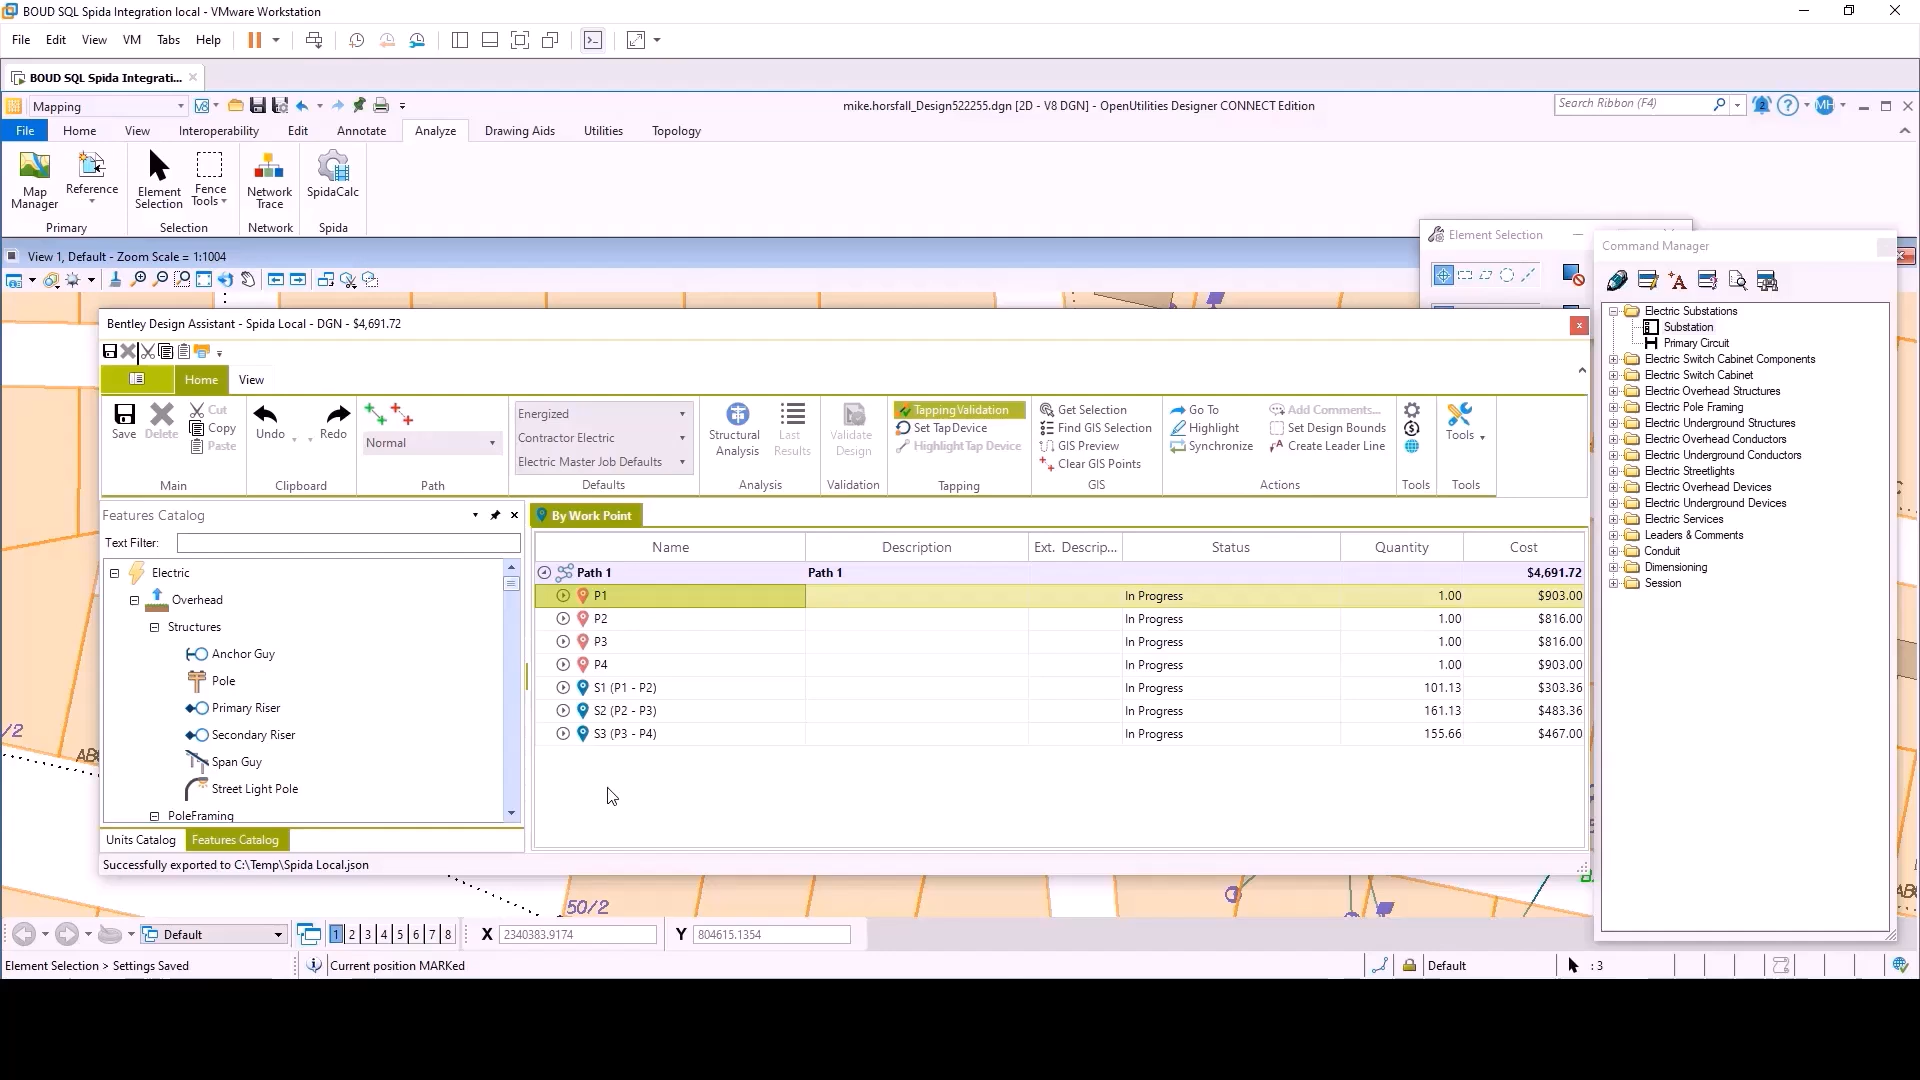 BOUD SQL Spida Integration local - VMware Workstation
File Edit View VM Tabs Help
BOUD SQL Spida Integrati...
Mapping
V8
mike.horsfall_Design522255.dgn [2D - V8 DGN] - OpenUtilities Designer CONNECT Edition
Search Ribbon (F4)
2
MH
File Home View Interoperability Edit Annotate Analyze Drawing Aids Utilities Topology
Map Manager
Reference
Element Selection
Fence Tools
Network Trace
SpidaCalc
Primary Selection Network Spida
View 1, Default - Zoom Scale = 1:1004
Element Selection
Command Manager
Bentley Design Assistant - Spida Local - DGN - $4,691.72
Home View
Save
Delete
Cut
Copy
Paste
Main
Undo
Redo
Clipboard
Normal
Path
Energized
Contractor Electric
Electric Master Job Defaults
Defaults
Structural Analysis
Last Results
Analysis
Validate Design
Validation
Tapping Validation
Set Tap Device
Highlight Tap Device
Tapping
Get Selection
Find GIS Selection
GIS Preview
Clear GIS Points
GIS
Go To
Highlight
Synchronize
Add Comments...
Set Design Bounds
Create Leader Line
Actions
Tools
Tools
Tools
Features Catalog
Text Filter:
Electric
Overhead
Structures
Anchor Guy
Pole
Primary Riser
Secondary Riser
Span Guy
Street Light Pole
PoleFraming
Units Catalog Features Catalog
Successfully exported to C:\Temp\Spida Local.json
By Work Point
Name Description Ext. Descrip... Status Quantity Cost
Path 1 Path 1 $4,691.72
P1 In Progress 1.00 $903.00
P2 In Progress 1.00 $816.00
P3 In Progress 1.00 $816.00
P4 In Progress 1.00 $903.00
S1 (P1 - P2) In Progress 101.13 $303.36
S2 (P2 - P3) In Progress 161.13 $483.36
S3 (P3 - P4) In Progress 155.66 $467.00
Electric Substations
Substation
Primary Circuit
Electric Switch Cabinet Components
Electric Switch Cabinet
Electric Overhead Structures
Electric Pole Framing
Electric Underground Structures
Electric Overhead Conductors
Electric Underground Conductors
Electric Streetlights
Electric Overhead Devices
Electric Underground Devices
Electric Services
Leaders & Comments
Conduit
Dimensioning
Session
/2
50/2
Default
1 2 3 4 5 6 7 8
X 2340383.9174
Y 804615.1354
Element Selection > Settings Saved
Current position MARKed
Default
: 3